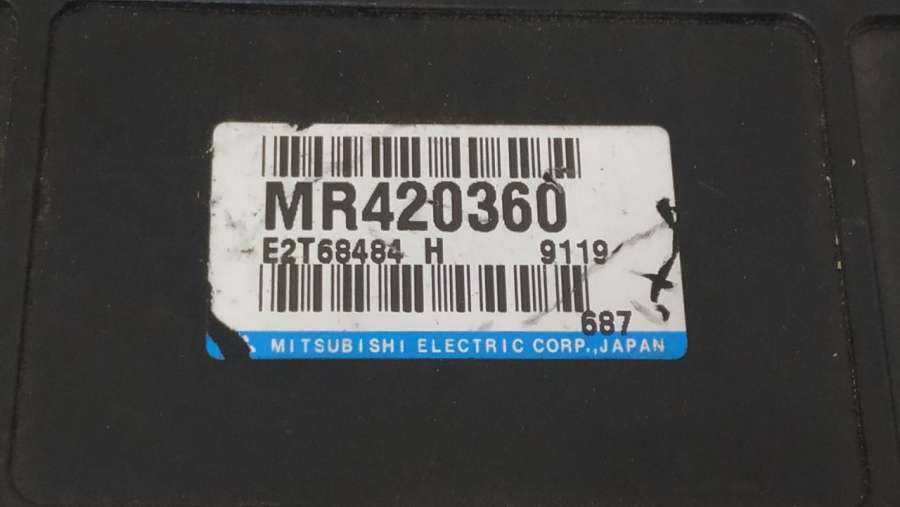 MR420360
E2T68484 H 9119
687
MITSUBISHI ELECTRIC CORP., JAPAN